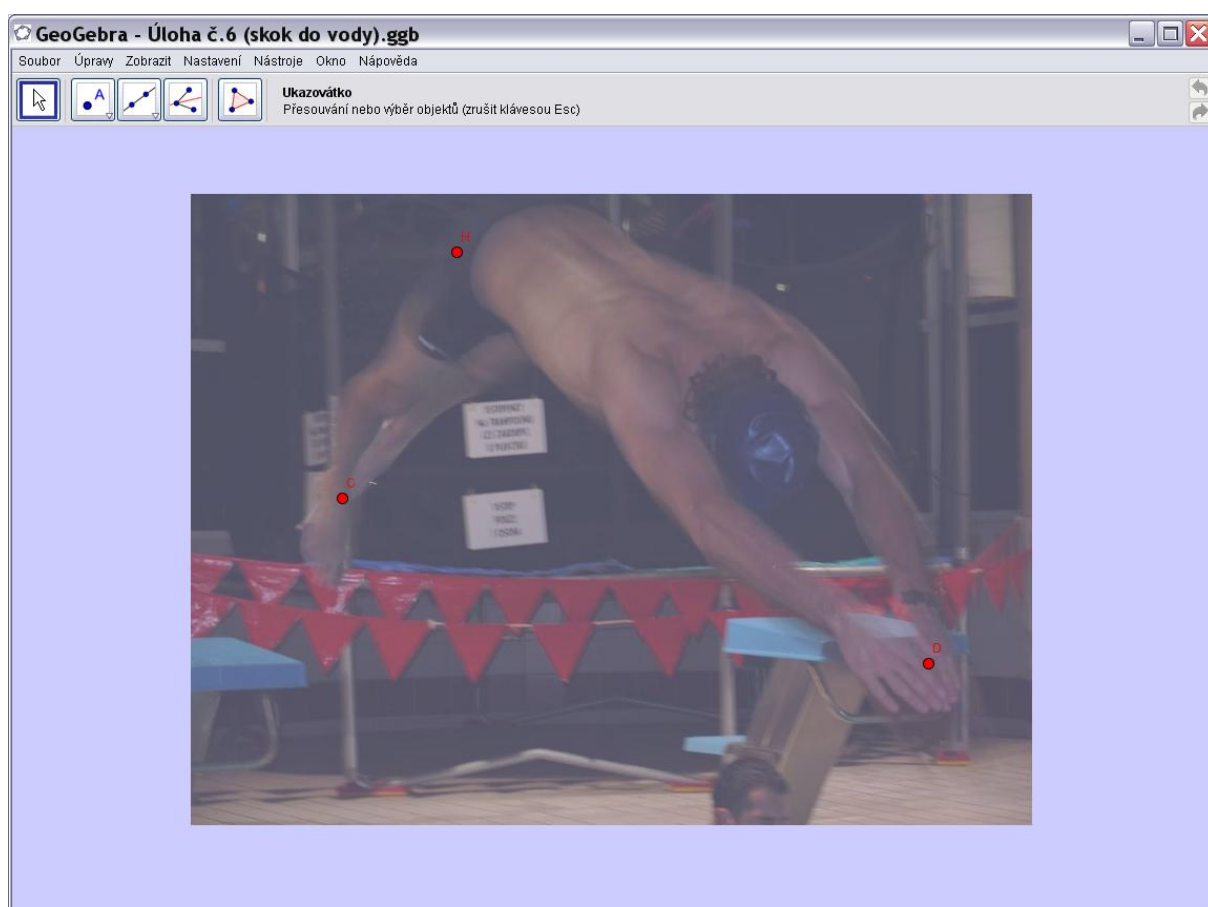 GeoGebra - Úloha č.6 (skok do vody).ggb
Soubor Úpravy Zobrazit Nastavení Nástroje Okno Nápověda
A
Ukazovátko
Přesouvání nebo výběr objektů (zrušit klávesou Esc)
H
C
D